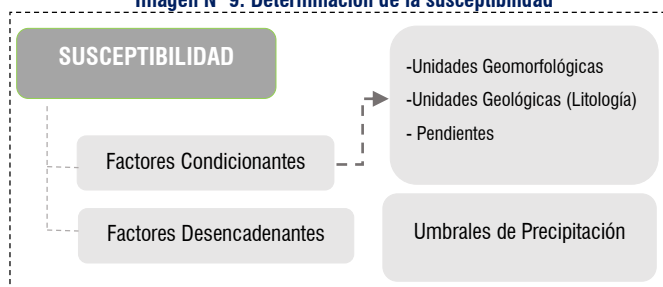 Imagen N° 9: Determinación de la susceptibilidad
SUSCEPTIBILIDAD
Factores Condicionantes
-Unidades Geomorfológicas
-Unidades Geológicas (Litología)
- Pendientes
Factores Desencadenantes
Umbrales de Precipitación